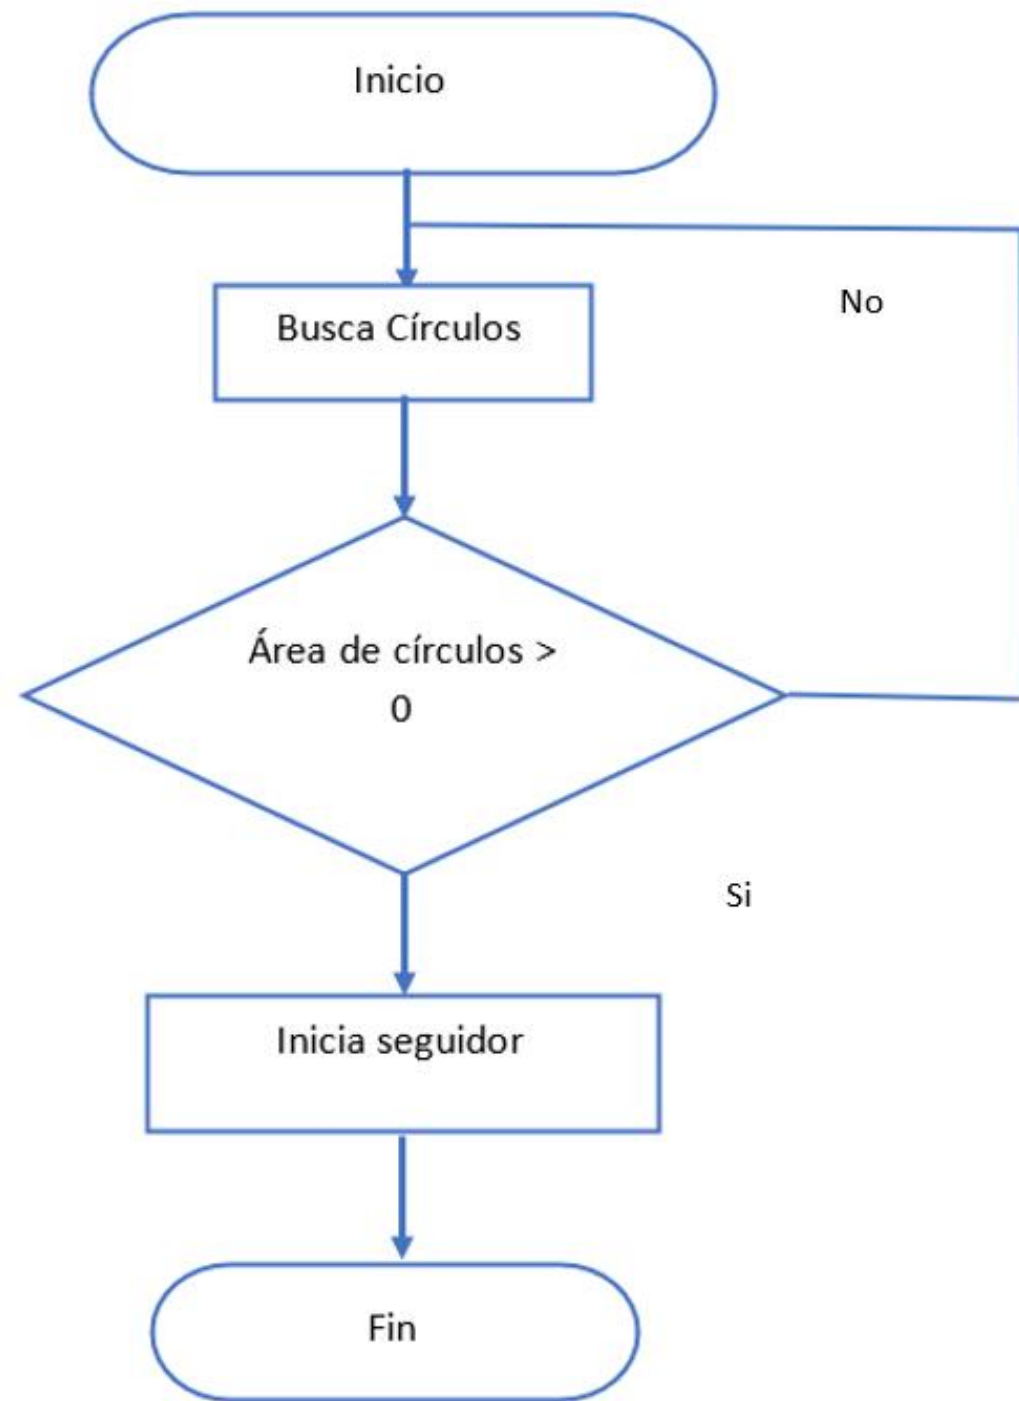 Inicio
No
Busca Círculos
Área de círculos >
0
Si
Inicia seguidor
Fin